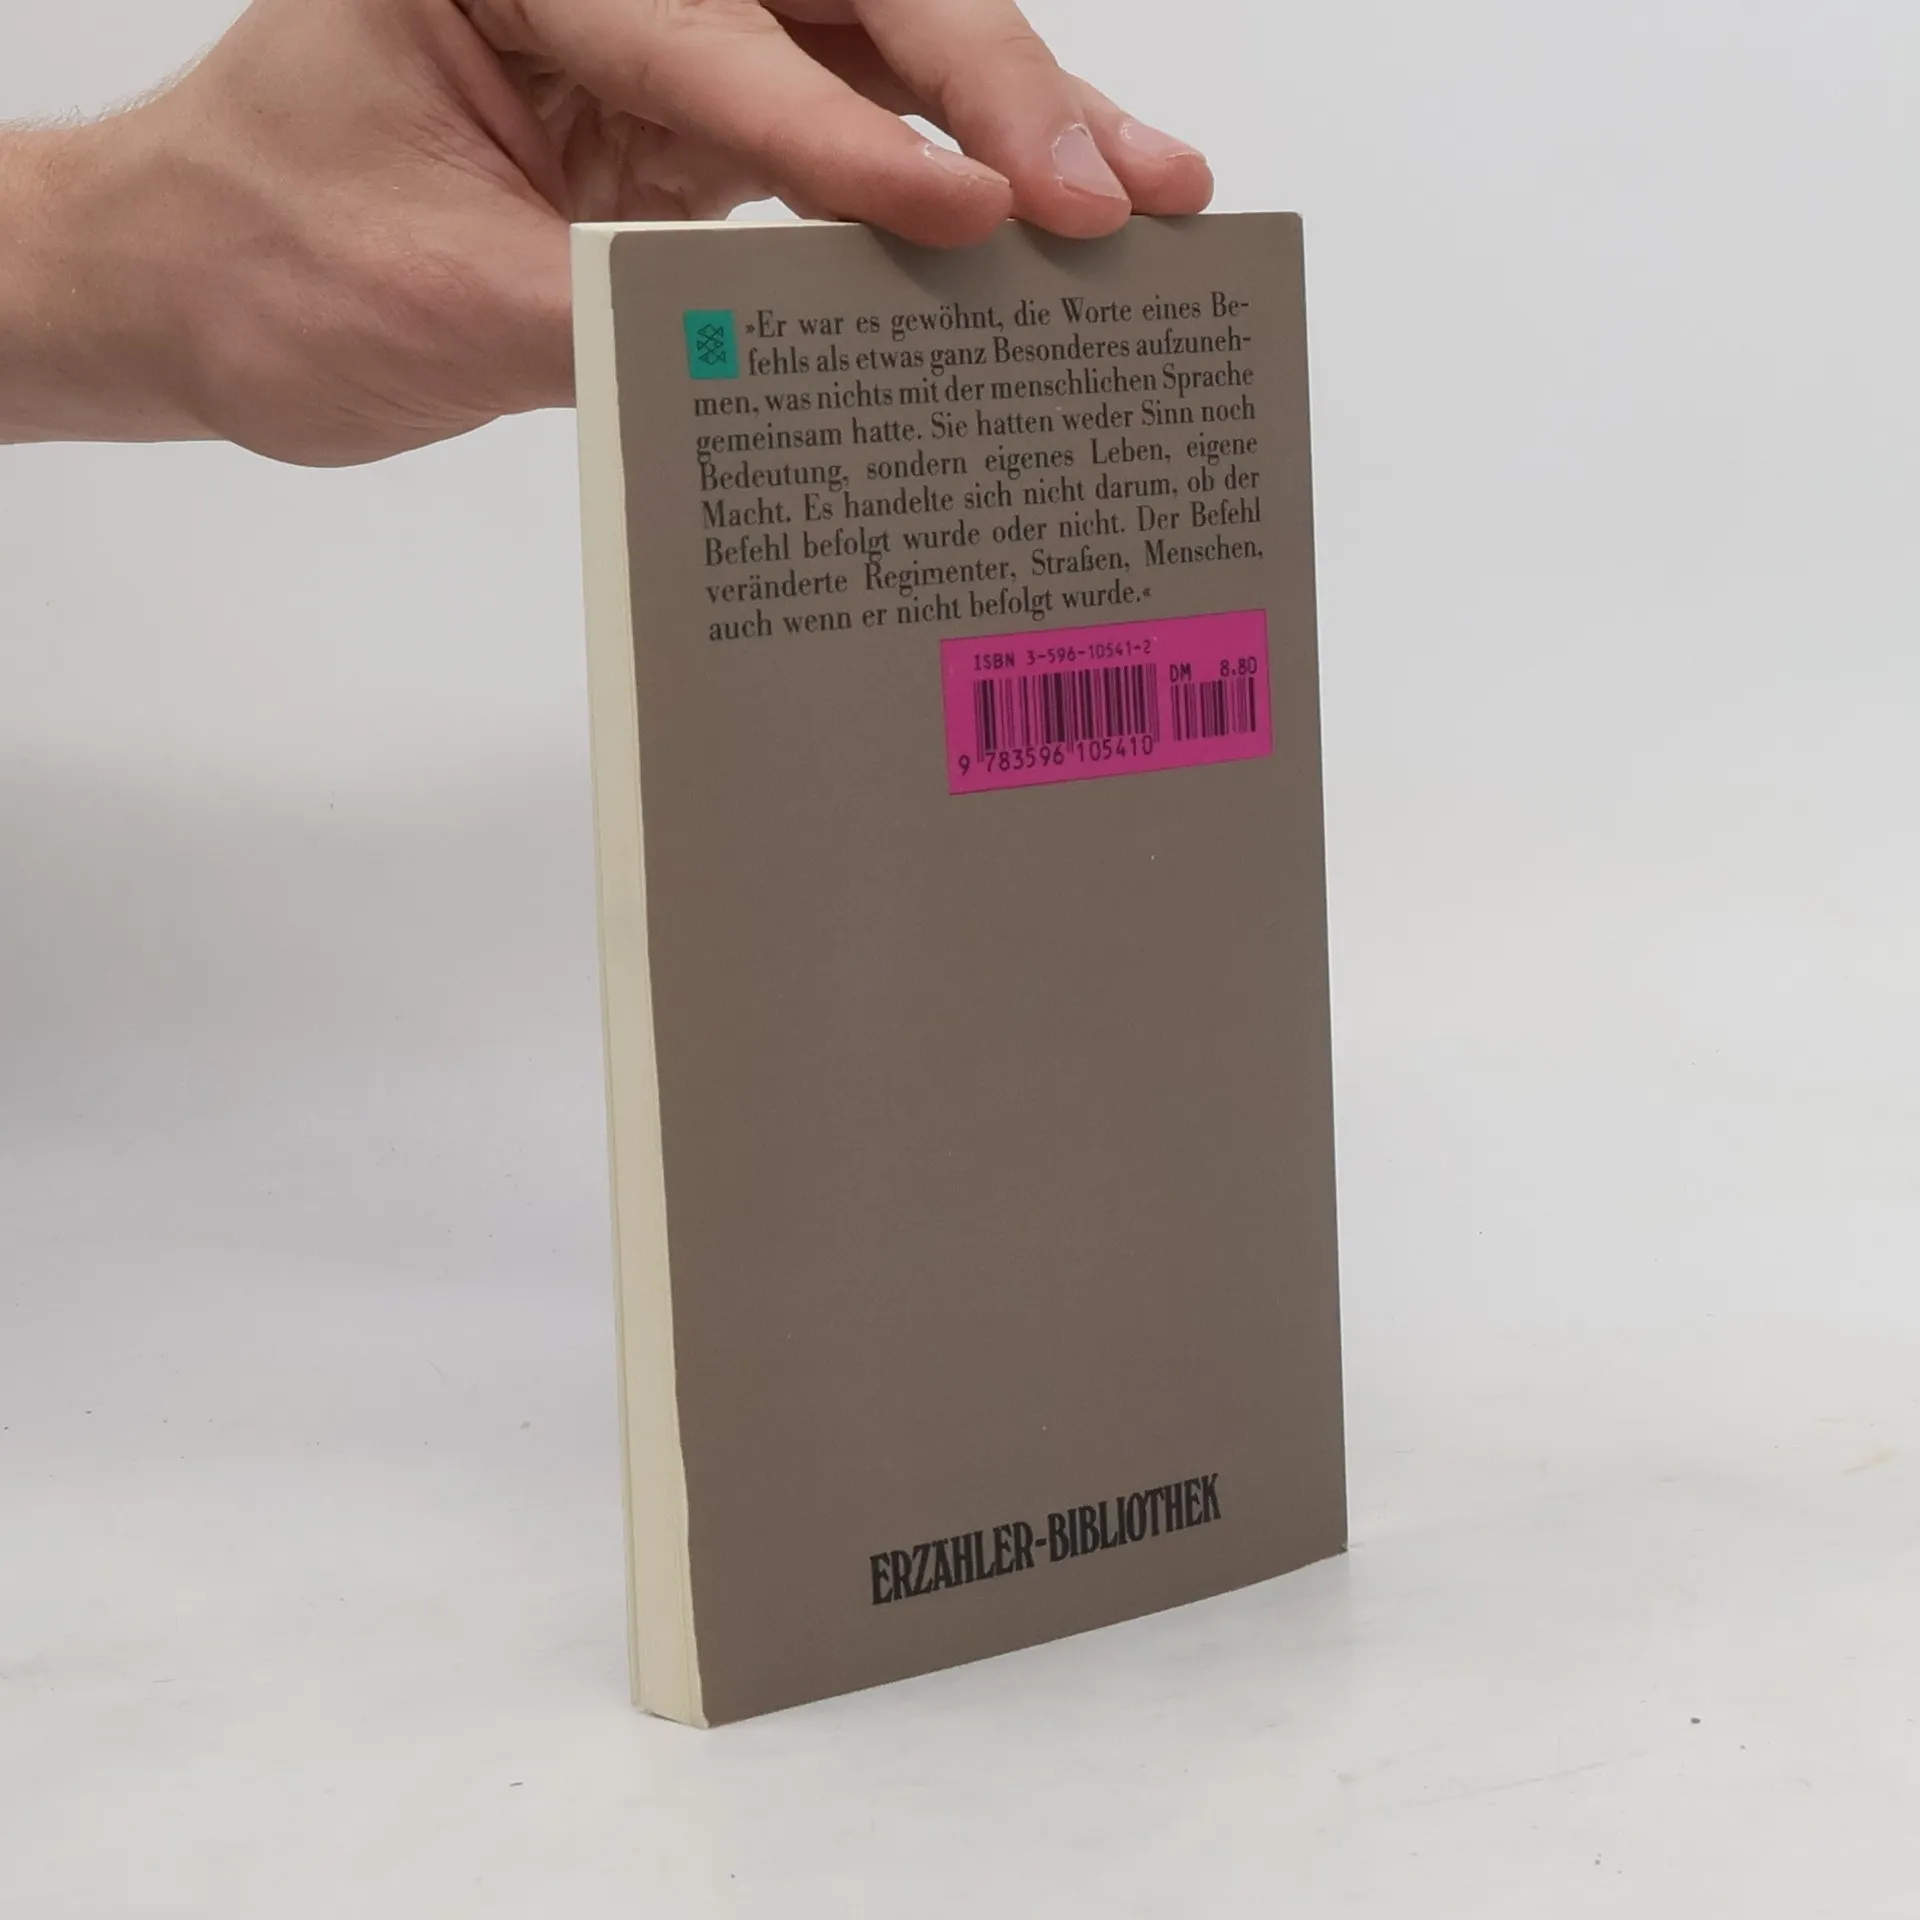 »Er war es gewöhnt, die Worte eines Be-
fehls als etwas ganz Besonderes aufzuneh-
men, was nichts mit der menschlichen Sprache
gemeinsam hatte. Sie hatten weder Sinn noch
Bedeutung, sondern eigenes Leben, eigene
Macht. Es handelte sich nicht darum, ob der
Befehl befolgt wurde oder nicht. Der Befehl
veränderte Regimenter, Straßen, Menschen,
auch wenn er nicht befolgt wurde.«
ISBN 3-596-10541-2
DM 8.80
9 783596 105410
ERZÄHLER-BIBLIOTHEK